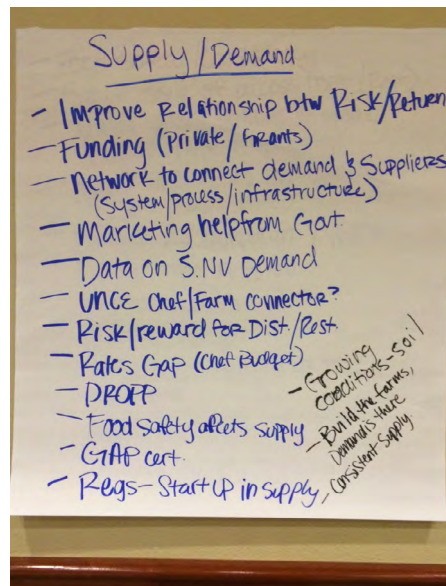 Supply/Demand
- Improve Relationship btw Risk/Return
- Funding (Private/Grants)
- Network to connect demand & Suppliers
(System/process/infrastructure)
- Marketing help from Govt.
- Data on S.NV Demand
- UNCE Chef/Farm connector?
- Risk/reward for Dist./Rest.
- Rates Gap (Chef Budget)
- DROPP
- Food Safety affects supply
- GAP cert.
- Regs - Start up in supply,
- Growing
conditions - soil
- Build the farms,
Demand is there
consistent supply